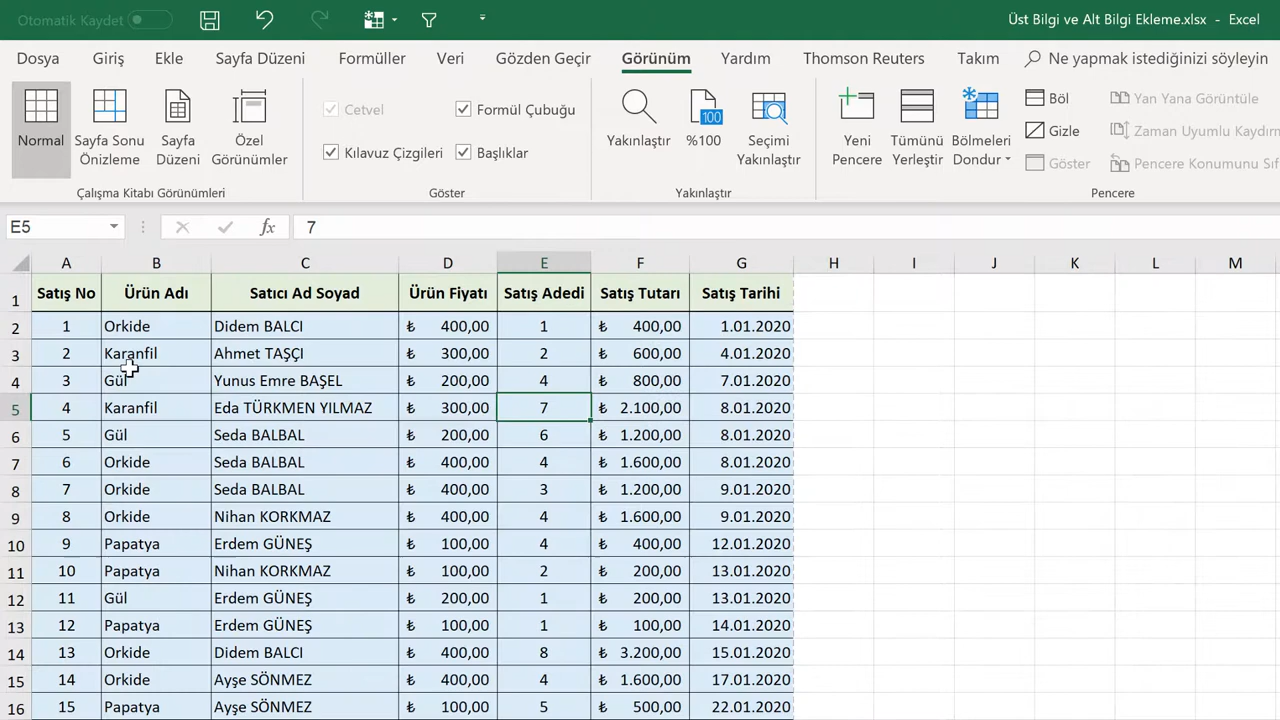 Otomatik Kaydet
Üst Bilgi ve Alt Bilgi Ekleme.xlsx - Excel
Dosya Giriş Ekle Sayfa Düzeni Formüller Veri Gözden Geçir Görünüm Yardım Thomson Reuters Takım Ne yapmak istediğinizi söyleyin
Normal
Sayfa Sonu Önizleme
Sayfa Düzeni
Özel Görünümler
Çalışma Kitabı Görünümleri
Cetvel
Formül Çubuğu
Kılavuz Çizgileri
Başlıklar
Göster
Yakınlaştır
100
%100
Seçimi Yakınlaştır
Yakınlaştır
Yeni Pencere
Tümünü Yerleştir
Bölmeleri Dondur
Böl
Gizle
Göster
Yan Yana Görüntüle
Zaman Uyumlu Kaydırm
Pencere Konumunu Sıf
Pencere
E5 fx 7
A B C D E F G H I J K L M
1 Satış No Ürün Adı Satıcı Ad Soyad Ürün Fiyatı Satış Adedi Satış Tutarı Satış Tarihi
2 1 Orkide Didem BALCI ₺ 400,00 1 ₺ 400,00 1.01.2020
3 2 Karanfil Ahmet TAŞÇI ₺ 300,00 2 ₺ 600,00 4.01.2020
4 3 Gül Yunus Emre BAŞEL ₺ 200,00 4 ₺ 800,00 7.01.2020
5 4 Karanfil Eda TÜRKMEN YILMAZ ₺ 300,00 7 ₺ 2.100,00 8.01.2020
6 5 Gül Seda BALBAL ₺ 200,00 6 ₺ 1.200,00 8.01.2020
7 6 Orkide Seda BALBAL ₺ 400,00 4 ₺ 1.600,00 8.01.2020
8 7 Orkide Seda BALBAL ₺ 400,00 3 ₺ 1.200,00 9.01.2020
9 8 Orkide Nihan KORKMAZ ₺ 400,00 4 ₺ 1.600,00 9.01.2020
10 9 Papatya Erdem GÜNEŞ ₺ 100,00 4 ₺ 400,00 12.01.2020
11 10 Papatya Nihan KORKMAZ ₺ 100,00 2 ₺ 200,00 13.01.2020
12 11 Gül Erdem GÜNEŞ ₺ 200,00 1 ₺ 200,00 13.01.2020
13 12 Papatya Erdem GÜNEŞ ₺ 100,00 1 ₺ 100,00 14.01.2020
14 13 Orkide Didem BALCI ₺ 400,00 8 ₺ 3.200,00 15.01.2020
15 14 Orkide Ayşe SÖNMEZ ₺ 400,00 4 ₺ 1.600,00 17.01.2020
16 15 Papatya Ayşe SÖNMEZ ₺ 100,00 5 ₺ 500,00 22.01.2020